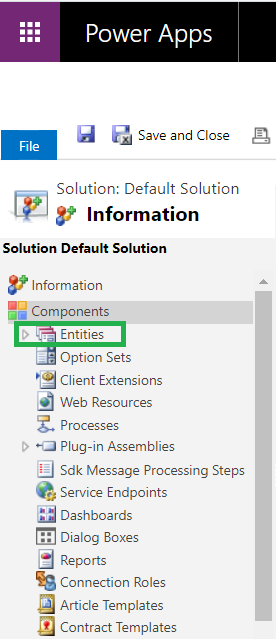 Power Apps
File
Save and Close
Solution: Default Solution
Information
Solution Default Solution
Information
Components
Entities
Option Sets
Client Extensions
Web Resources
Processes
Plug-in Assemblies
Sdk Message Processing Steps
Service Endpoints
Dashboards
Dialog Boxes
Reports
Connection Roles
Article Templates
Contract Templates